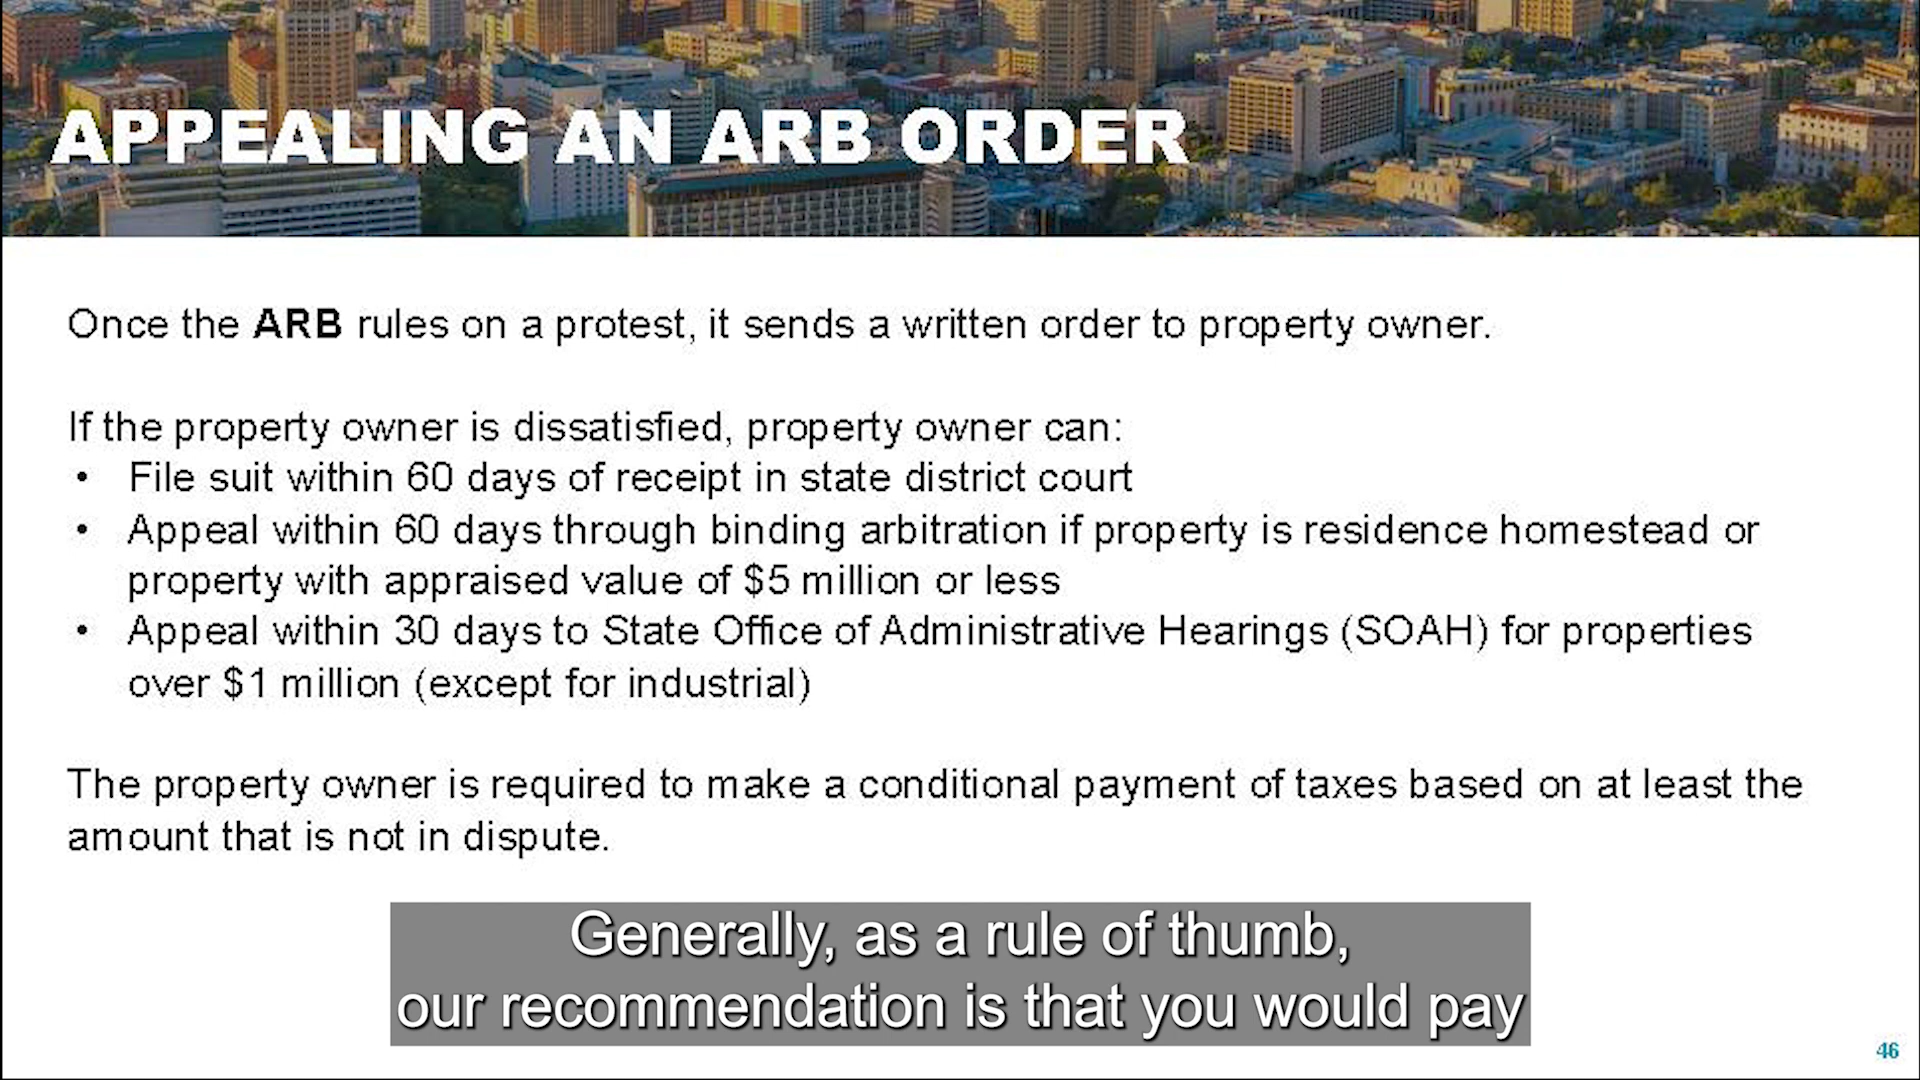 APPEALING AN ARB ORDER
Once the ARB rules on a protest, it sends a written order to property owner.
If the property owner is dissatisfied, property owner can:
• File suit within 60 days of receipt in state district court
• Appeal within 60 days through binding arbitration if property is residence homestead or
property with appraised value of $5 million or less
• Appeal within 30 days to State Office of Administrative Hearings (SOAH) for properties
over $1 million (except for industrial)
The property owner is required to make a conditional payment of taxes based on at least the
amount that is not in dispute.
Generally, as a rule of thumb,
our recommendation is that you would pay
46